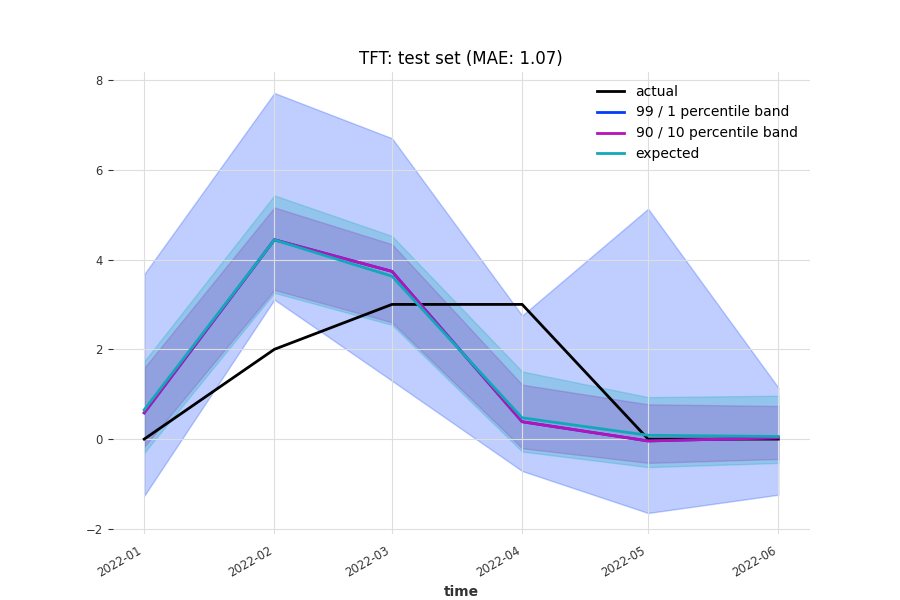 TFT: test set (MAE: 1.07)
actual
99 / 1 percentile band
90 / 10 percentile band
expected
8
6
4
2
0
−2
2022-01
2022-02
2022-03
2022-04
2022-05
2022-06
time